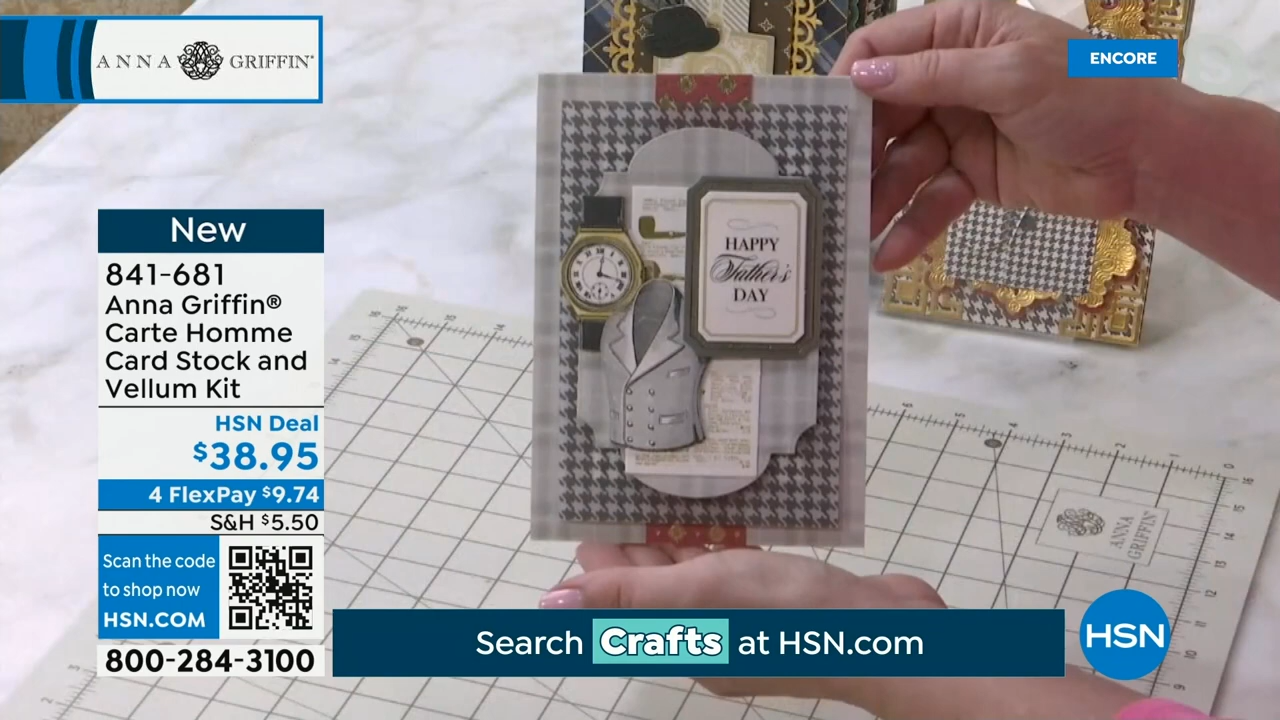 ANNA GRIFFIN®
ENCORE
New
841-681
Anna Griffin®
Carte Homme
Card Stock and
Vellum Kit
HSN Deal
$38.95
4 FlexPay $9.74
S&H $5.50
Scan the code
to shop now
HSN.COM
800-284-3100
HAPPY
Father's
DAY
ANNA
GRIFFIN
Search Crafts at HSN.com
HSN